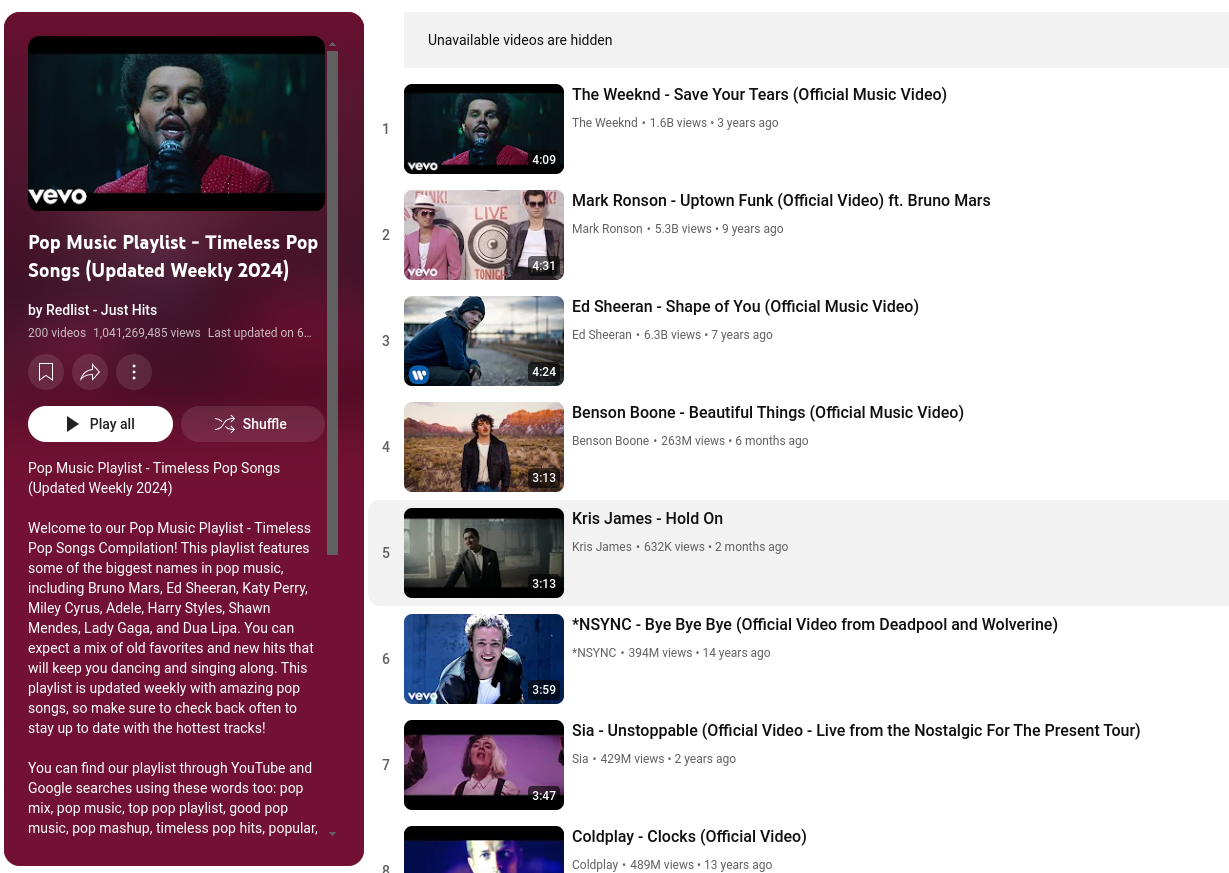 vevo
Pop Music Playlist - Timeless Pop
Songs (Updated Weekly 2024)
by Redlist - Just Hits
200 videos 1,041,269,485 views Last updated on 6…
Play all
Shuffle
Pop Music Playlist - Timeless Pop Songs
(Updated Weekly 2024)
Welcome to our Pop Music Playlist - Timeless
Pop Songs Compilation! This playlist features
some of the biggest names in pop music,
including Bruno Mars, Ed Sheeran, Katy Perry,
Miley Cyrus, Adele, Harry Styles, Shawn
Mendes, Lady Gaga, and Dua Lipa. You can
expect a mix of old favorites and new hits that
will keep you dancing and singing along. This
playlist is updated weekly with amazing pop
songs, so make sure to check back often to
stay up to date with the hottest tracks!
You can find our playlist through YouTube and
Google searches using these words too: pop
mix, pop music, top pop playlist, good pop
music, pop mashup, timeless pop hits, popular,
Unavailable videos are hidden
1
vevo
4:09
The Weeknd - Save Your Tears (Official Music Video)
The Weeknd • 1.6B views • 3 years ago
2
LIVE
TONIGHT
vevo
4:31
Mark Ronson - Uptown Funk (Official Video) ft. Bruno Mars
Mark Ronson • 5.3B views • 9 years ago
3
4:24
Ed Sheeran - Shape of You (Official Music Video)
Ed Sheeran • 6.3B views • 7 years ago
4
3:13
Benson Boone - Beautiful Things (Official Music Video)
Benson Boone • 263M views • 6 months ago
5
3:13
Kris James - Hold On
Kris James • 632K views • 2 months ago
6
vevo
3:59
*NSYNC - Bye Bye Bye (Official Video from Deadpool and Wolverine)
*NSYNC • 394M views • 14 years ago
7
3:47
Sia - Unstoppable (Official Video - Live from the Nostalgic For The Present Tour)
Sia • 429M views • 2 years ago
8
Coldplay - Clocks (Official Video)
Coldplay • 489M views • 13 years ago